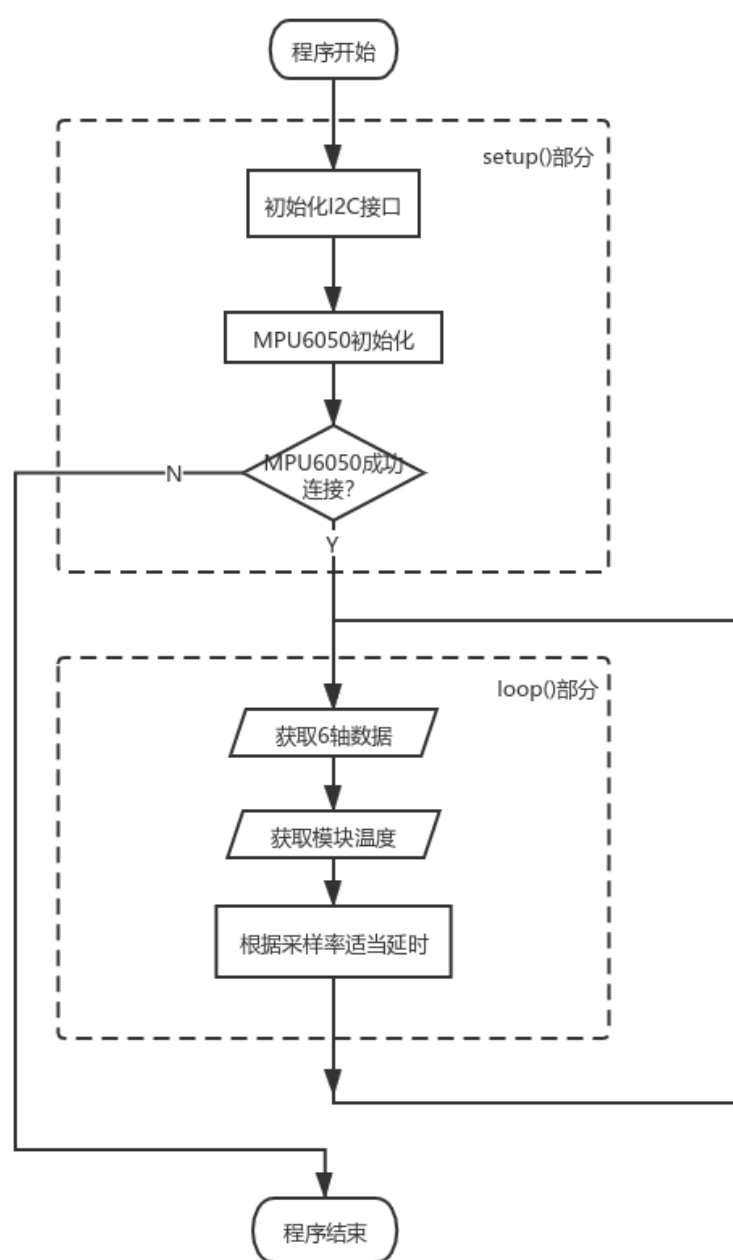 程序开始
setup()部分
初始化I2C接口
MPU6050初始化
MPU6050成功
连接？
N
Y
loop()部分
获取6轴数据
获取模块温度
根据采样率适当延时
程序结束